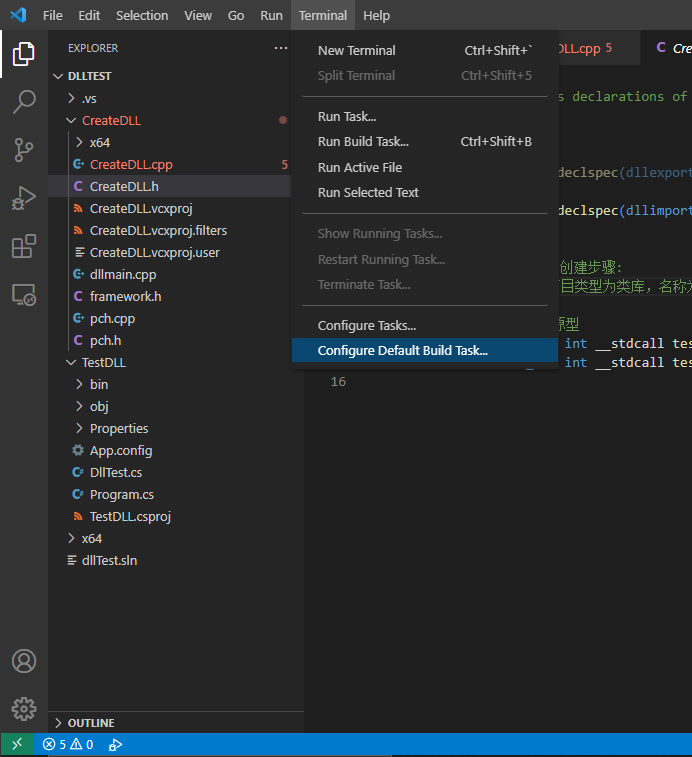 File Edit Selection View Go Run Terminal Help
EXPLORER ...
DLLTEST
.vs
CreateDLL
x64
CreateDLL.cpp 5
CreateDLL.h
CreateDLL.vcxproj
CreateDLL.vcxproj.filters
CreateDLL.vcxproj.user
dllmain.cpp
framework.h
pch.cpp
pch.h
TestDLL
bin
obj
Properties
App.config
DllTest.cs
Program.cs
TestDLL.csproj
x64
dllTest.sln
OUTLINE
New Terminal Ctrl+Shift+`
Split Terminal Ctrl+Shift+5
Run Task...
Run Build Task... Ctrl+Shift+B
Run Active File
Run Selected Text
Show Running Tasks...
Restart Running Task...
Terminate Task...
Configure Tasks...
Configure Default Build Task...
DLL.cpp 5 C Cre
s declarations of
declspec(dllexport
declspec(dllimport
创建步骤:
目类型为类库，名称为
原型
int __stdcall tes
int __stdcall tes
16
5 0